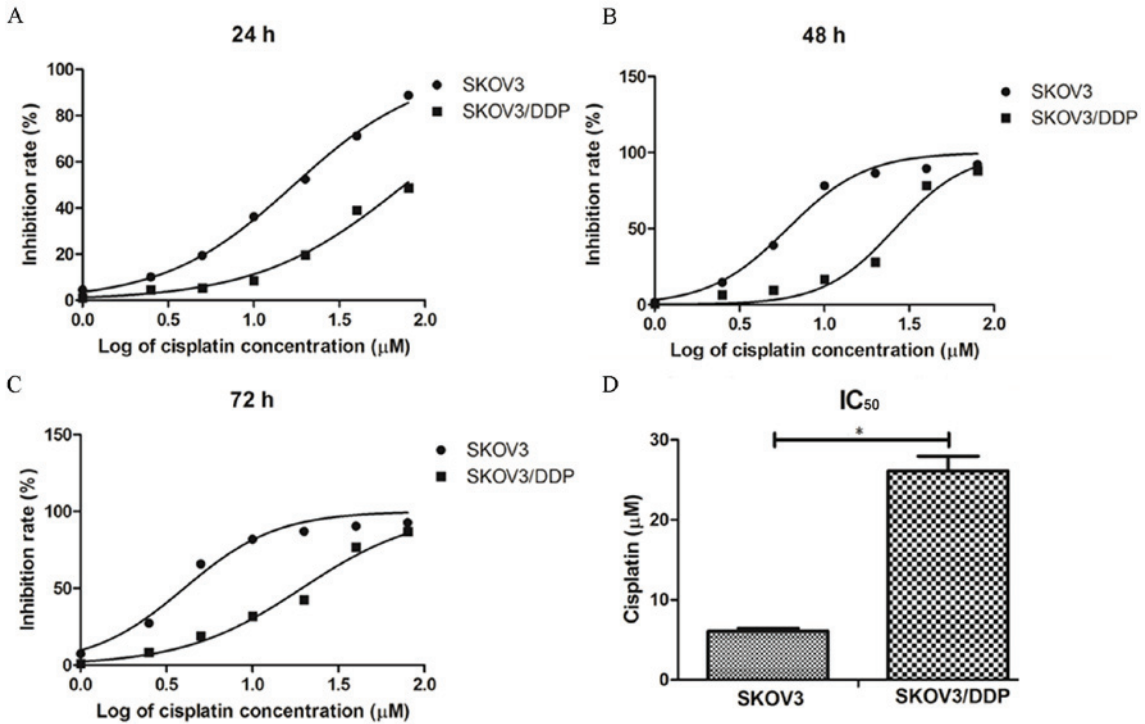 A
24 h
Inhibition rate (%)
100
80
60
40
20
0
0.0 0.5 1.0 1.5 2.0
Log of cisplatin concentration (μM)
SKOV3
SKOV3/DDP
B
48 h
Inhibition rate (%)
150
100
50
0
0.0 0.5 1.0 1.5 2.0
Log of cisplatin concentration (μM)
SKOV3
SKOV3/DDP
C
72 h
Inhibition rate (%)
150
100
50
0
0.0 0.5 1.0 1.5 2.0
Log of cisplatin concentration (μM)
SKOV3
SKOV3/DDP
D
IC₅₀
*
Cisplatin (μM)
30
20
10
0
SKOV3 SKOV3/DDP